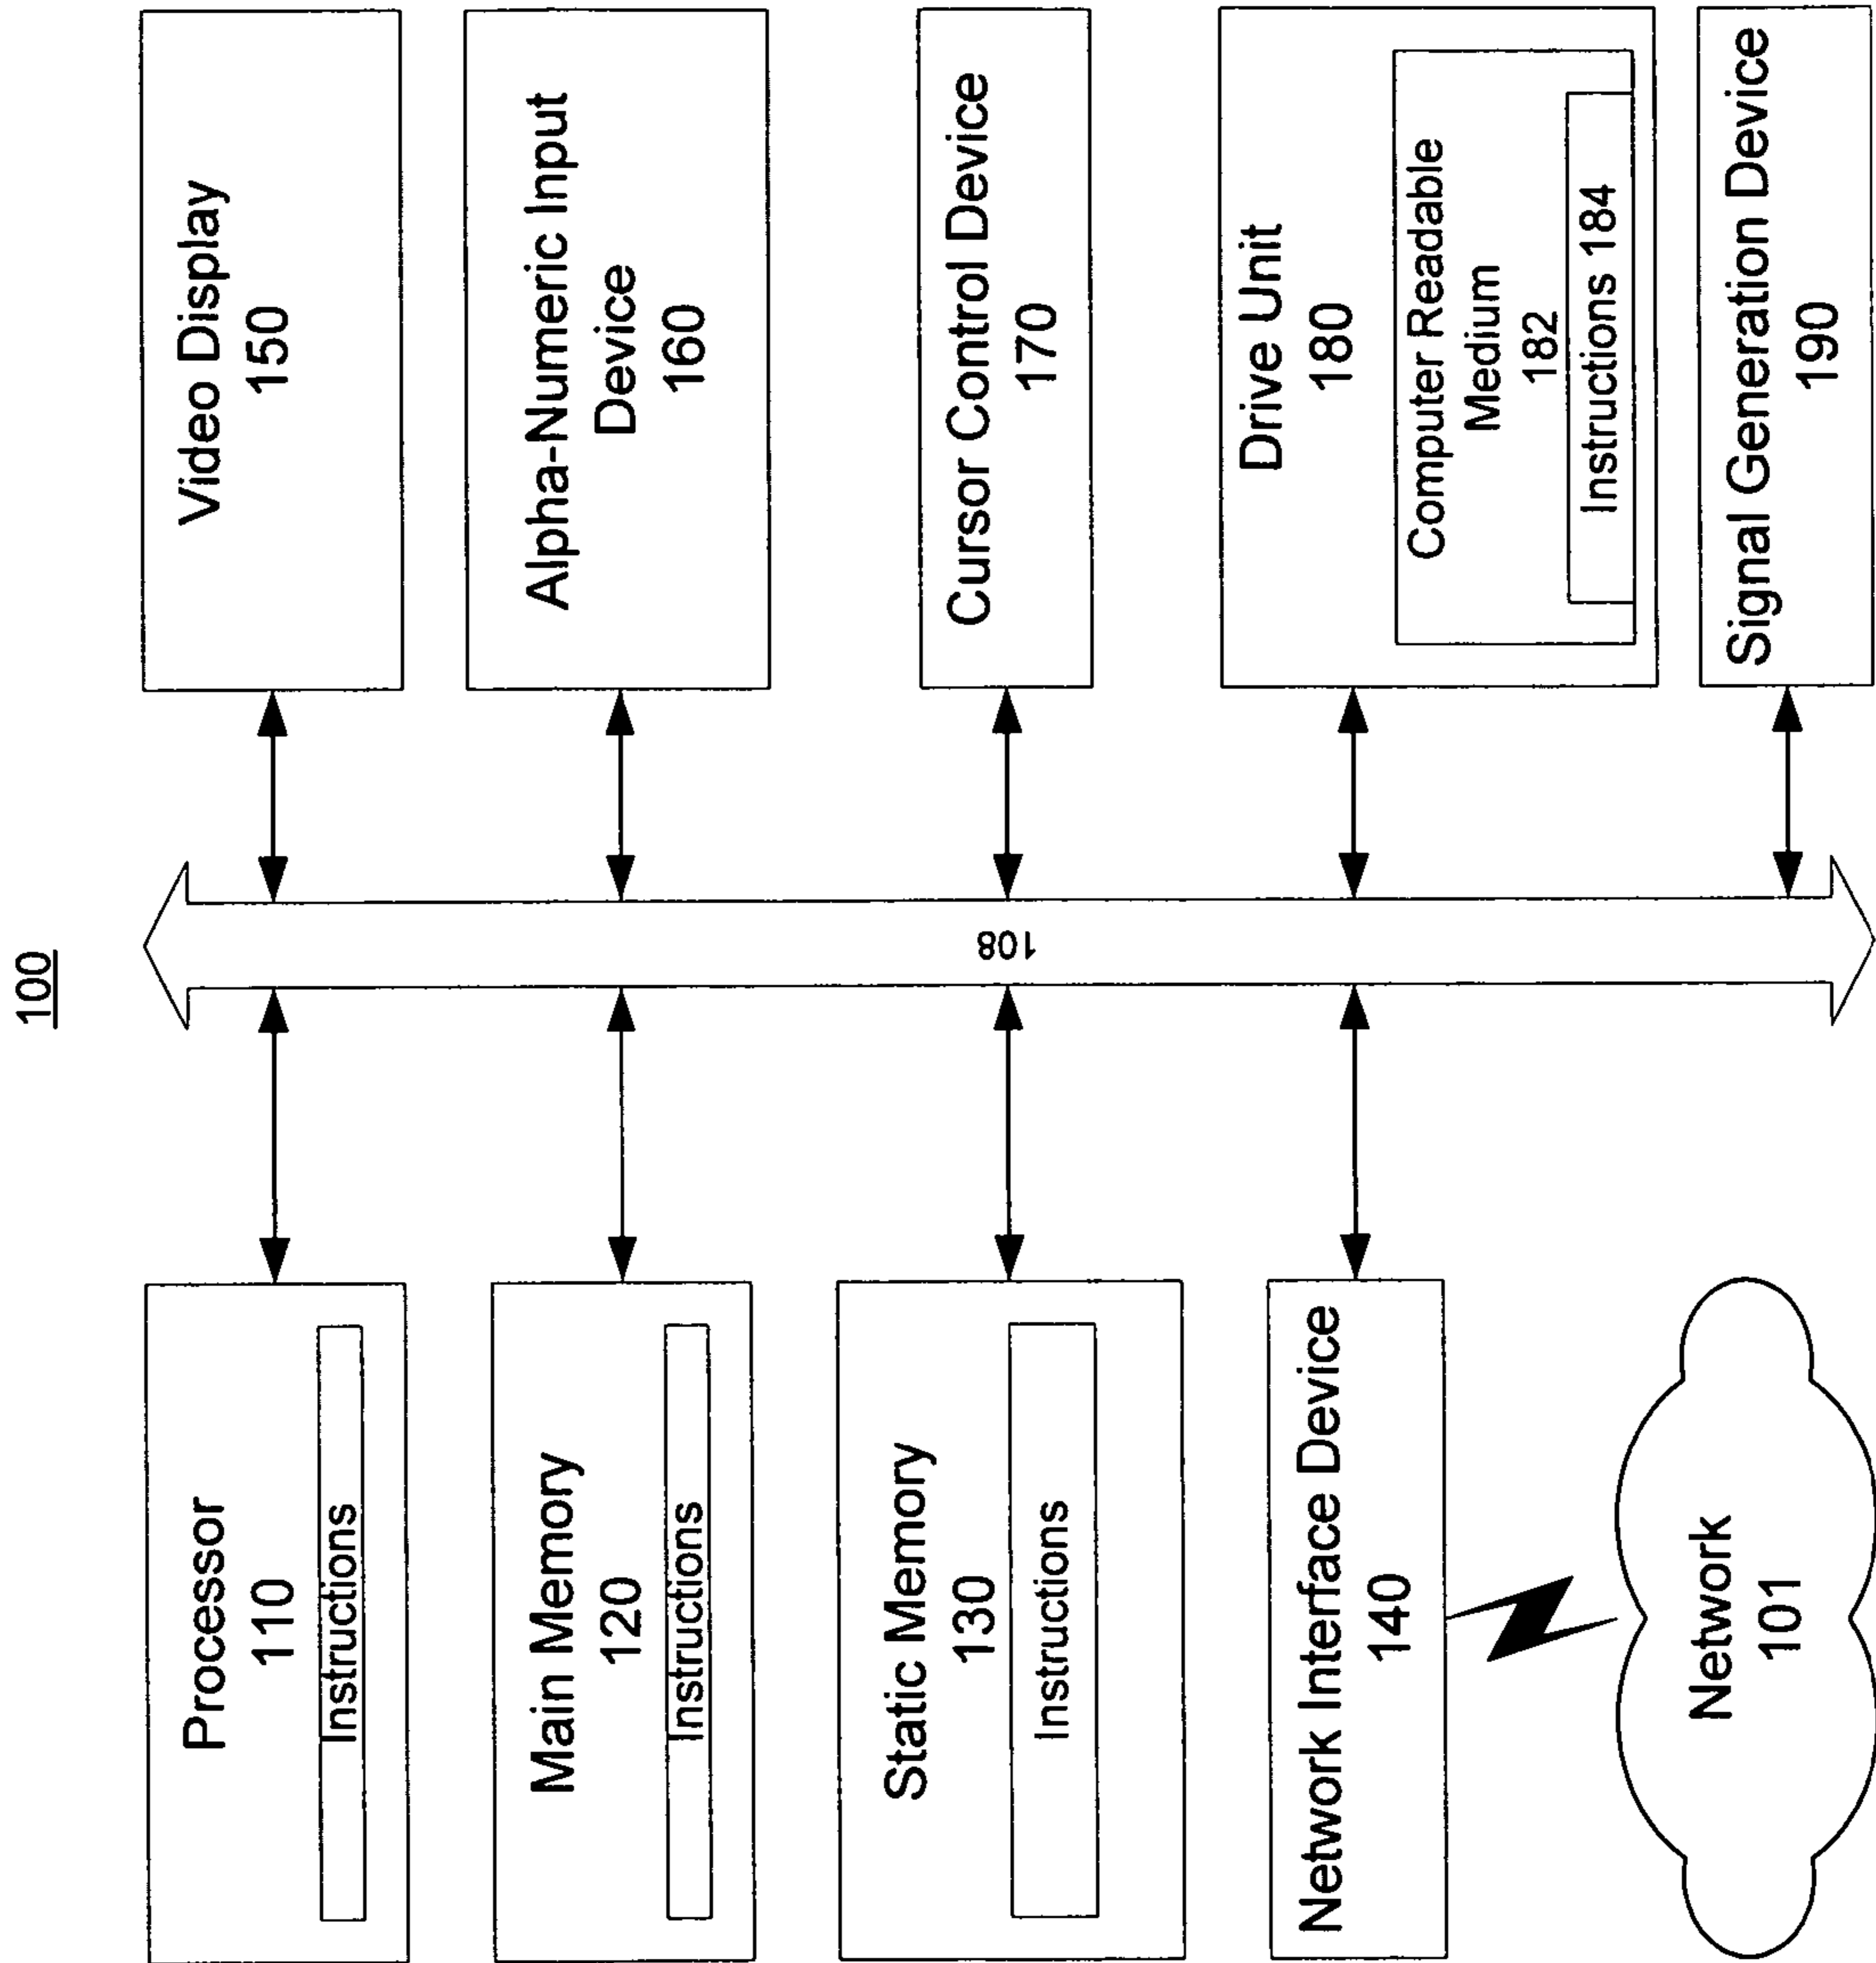 100
Processor
110
Instructions
Main Memory
120
Instructions
Static Memory
130
Instructions
Network Interface Device
140
Network
101
108
Video Display
150
Alpha-Numeric Input
Device
160
Cursor Control Device
170
Drive Unit
180
Computer Readable
Medium
182
Instructions 184
Signal Generation Device
190